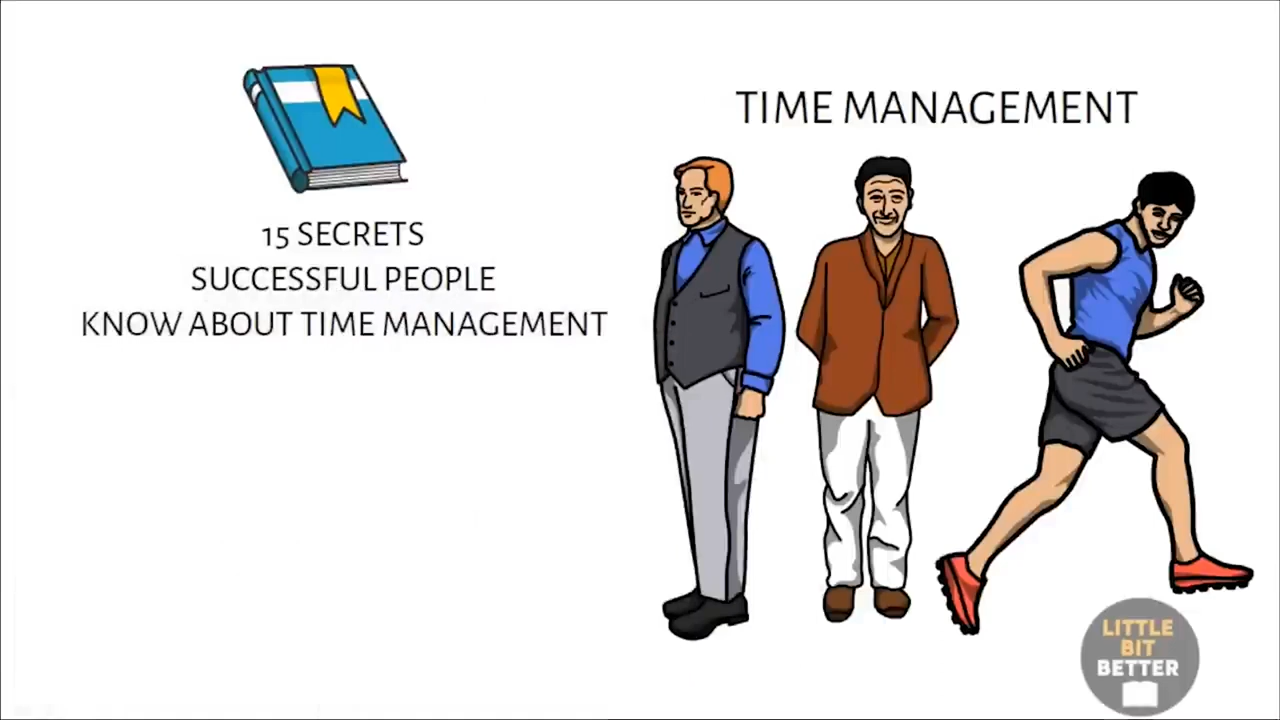 15 SECRETS
SUCCESSFUL PEOPLE
KNOW ABOUT TIME MANAGEMENT
TIME MANAGEMENT
LITTLE
BIT
BETTER